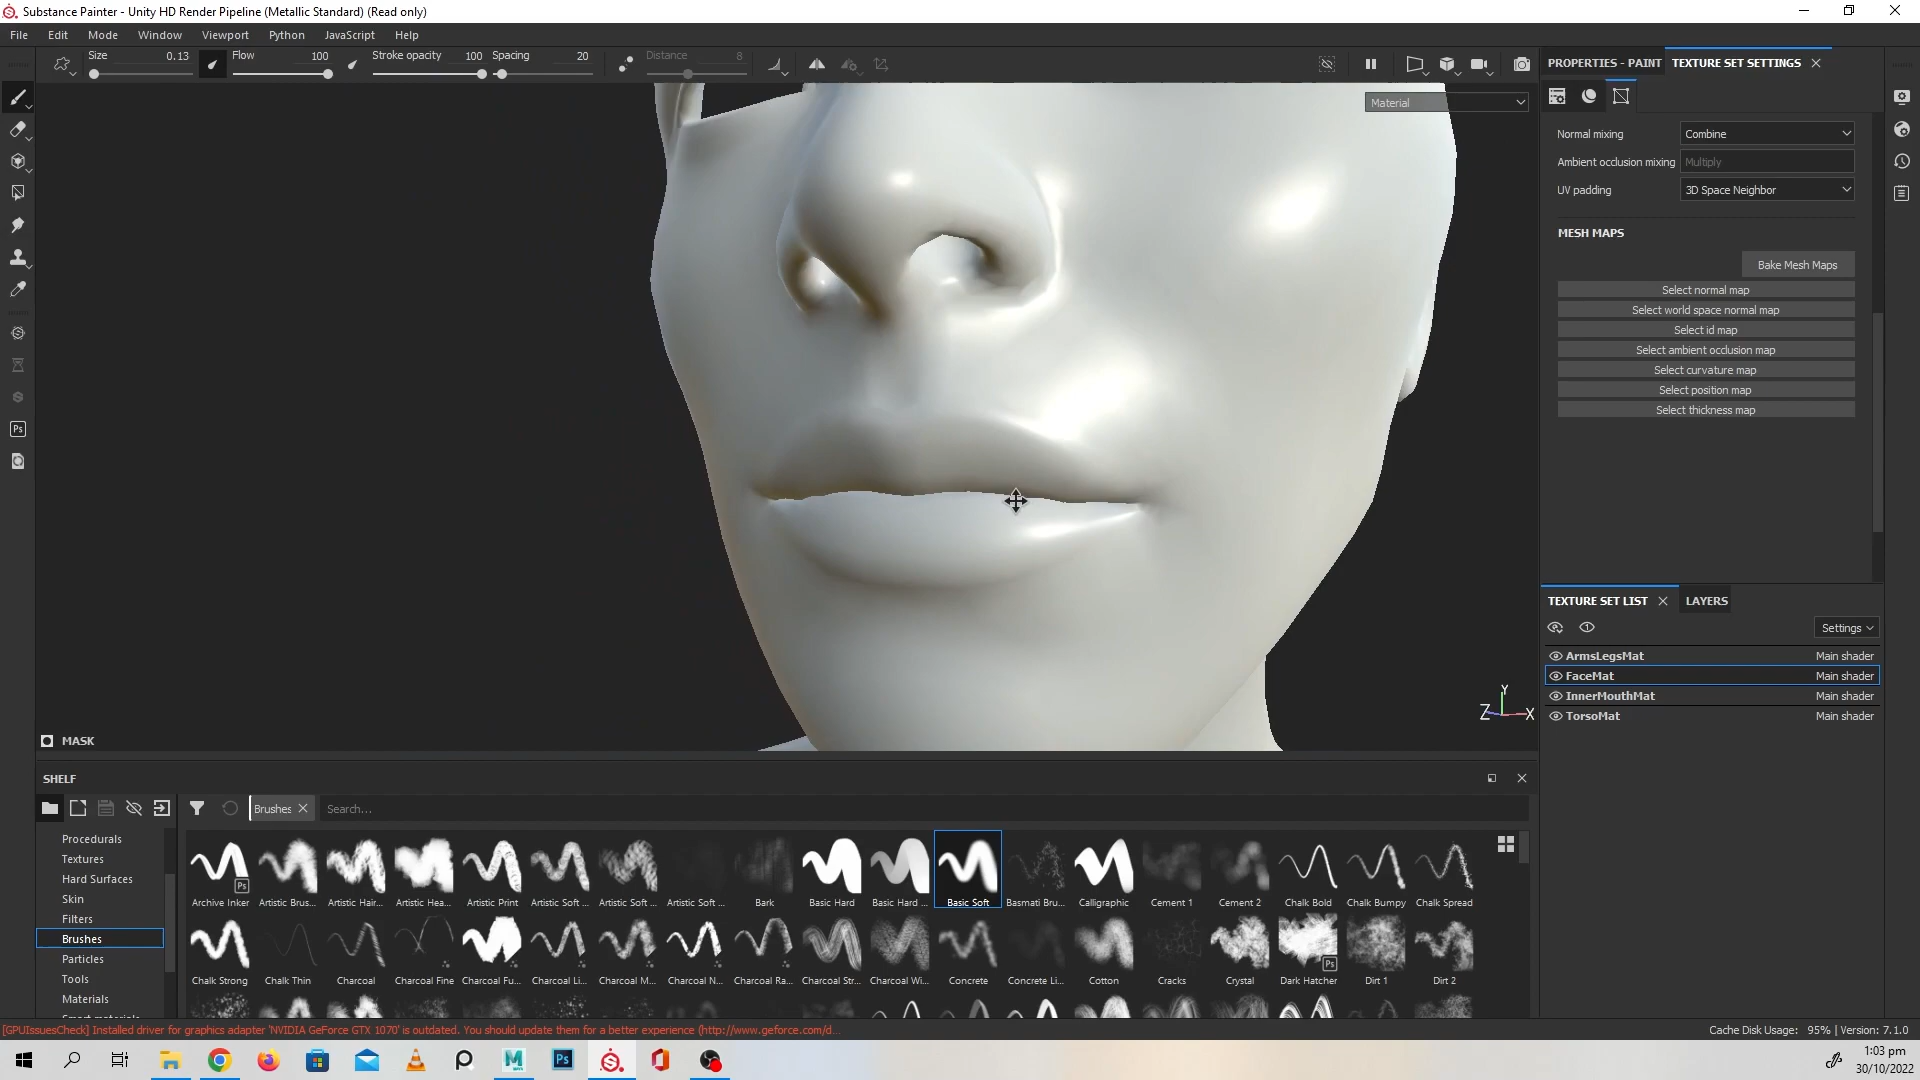 Substance Painter - Unity HD Render Pipeline (Metallic Standard) (Read only)
File Edit Mode Window Viewport Python JavaScript Help
Size 0.13 Flow 100 Stroke opacity 100 Spacing 20 Distance 8
PROPERTIES - PAINT TEXTURE SET SETTINGS
Material
Normal mixing Combine
Ambient occlusion mixing Multiply
UV padding 3D Space Neighbor
MESH MAPS
Bake Mesh Maps
Select normal map
Select world space normal map
Select id map
Select ambient occlusion map
Select curvature map
Select position map
Select thickness map
Ps
TEXTURE SET LIST LAYERS
Settings
ArmsLegsMat Main shader
FaceMat Main shader
InnerMouthMat Main shader
TorsoMat Main shader
Y
Z X
MASK
SHELF
Brushes Search...
Procedurals
Textures
Hard Surfaces
Skin
Filters
Brushes
Particles
Tools
Materials
Ps
Archive Inker Artistic Brus... Artistic Hair... Artistic Hea... Artistic Print Artistic Soft ... Artistic Soft ... Artistic Soft ... Bark Basic Hard Basic Hard ... Basic Soft Basmati Bru... Calligraphic Cement 1 Cement 2 Chalk Bold Chalk Bumpy Chalk Spread
Ps
Chalk Strong Chalk Thin Charcoal Charcoal Fine Charcoal Fu... Charcoal Li... Charcoal M... Charcoal N... Charcoal Ra... Charcoal Str... Charcoal Wi... Concrete Concrete Li... Cotton Cracks Crystal Dark Hatcher Dirt 1 Dirt 2
[GPUIssuesCheck] Installed driver for graphics adapter 'NVIDIA GeForce GTX 1070' is outdated. You should update them for a better experience (http://www.geforce.com/d...
Cache Disk Usage: 95% | Version: 7.1.0
1:03 pm
30/10/2022